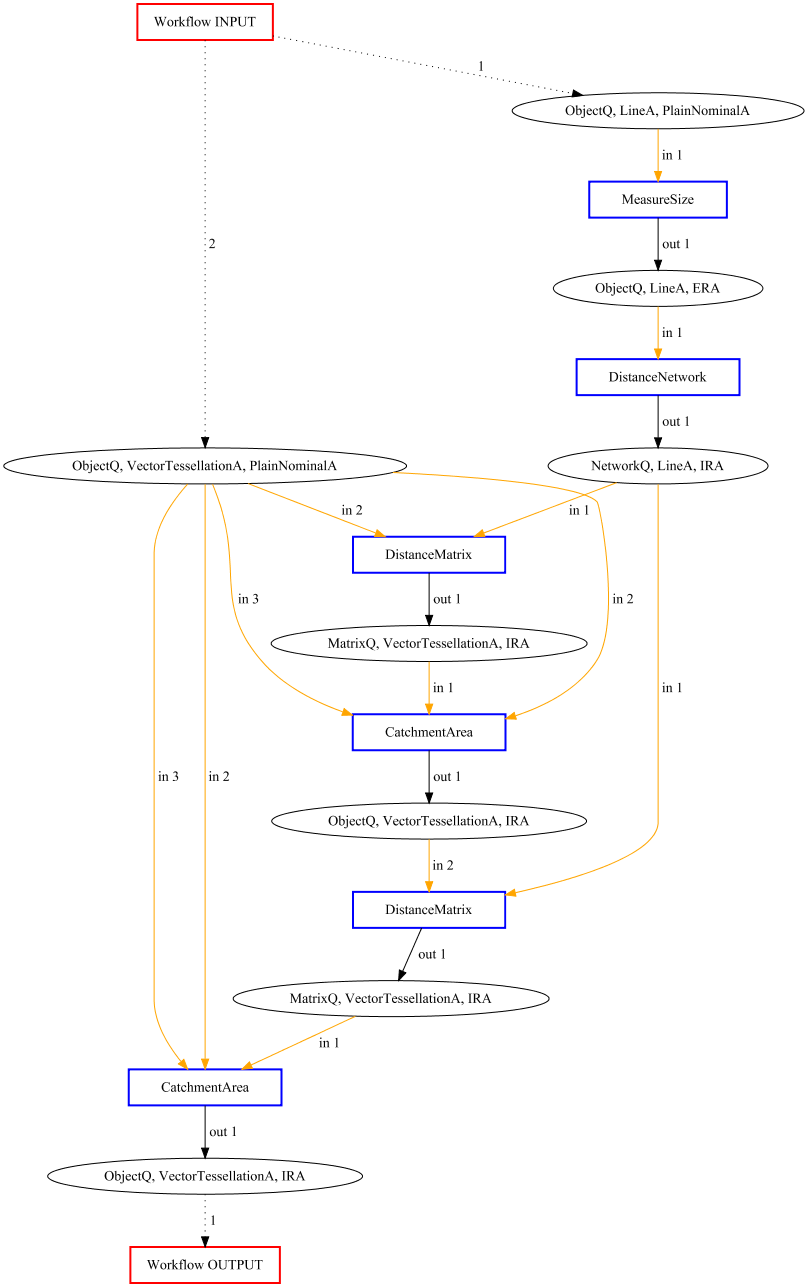 Workflow INPUT
1
ObjectQ, LineA, PlainNominalA
in 1
MeasureSize
2
out 1
ObjectQ, LineA, ERA
in 1
DistanceNetwork
out 1
ObjectQ, VectorTessellationA, PlainNominalA
NetworkQ, LineA, IRA
in 2
in 1
DistanceMatrix
in 3
out 1
in 2
MatrixQ, VectorTessellationA, IRA
in 1
in 1
CatchmentArea
in 3
in 2
out 1
ObjectQ, VectorTessellationA, IRA
in 2
DistanceMatrix
out 1
MatrixQ, VectorTessellationA, IRA
in 1
CatchmentArea
out 1
ObjectQ, VectorTessellationA, IRA
1
Workflow OUTPUT